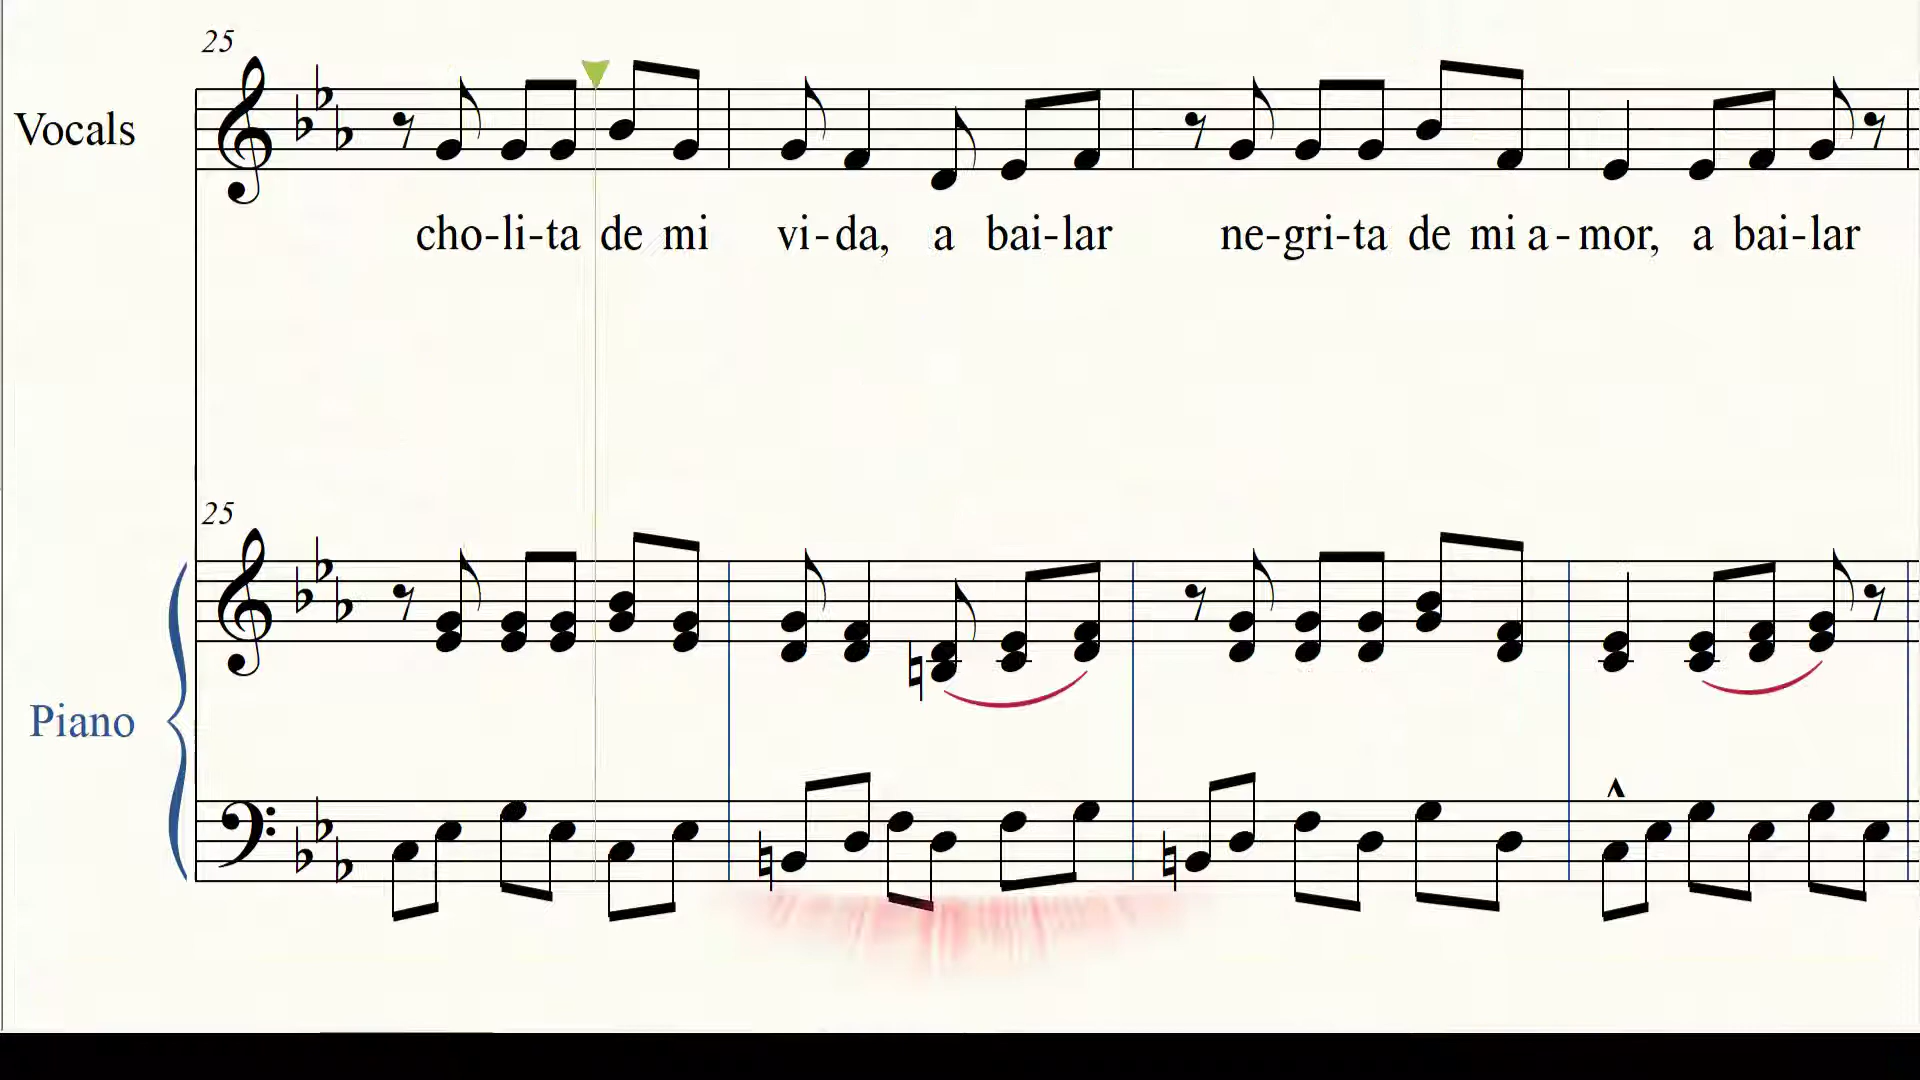 25
Vocals
cho-li-ta de mi vi-da, a bai-lar ne-gri-ta de mi a-mor, a bai-lar
25
Piano